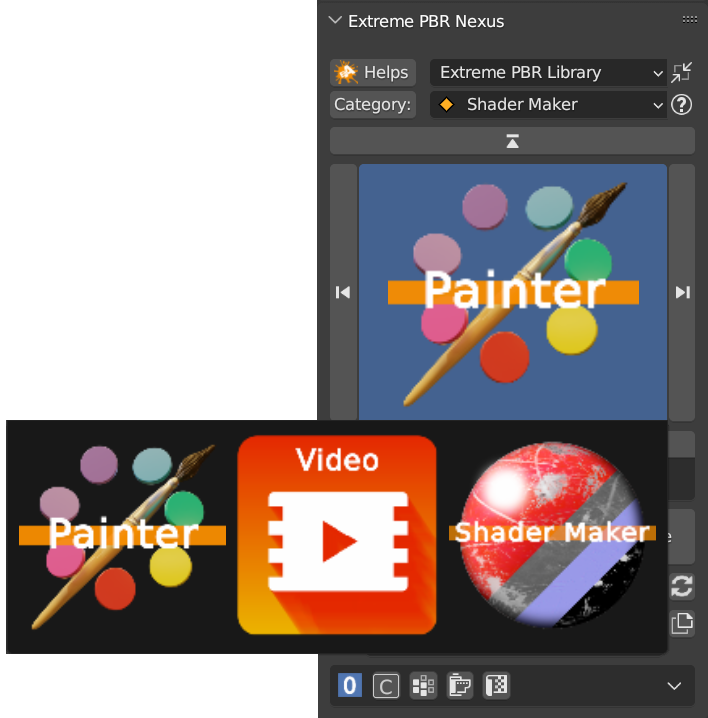 Extreme PBR Nexus
Helps
Extreme PBR Library
Category:
Shader Maker
?
Painter
Painter
Video
Shader Maker
e
0
C